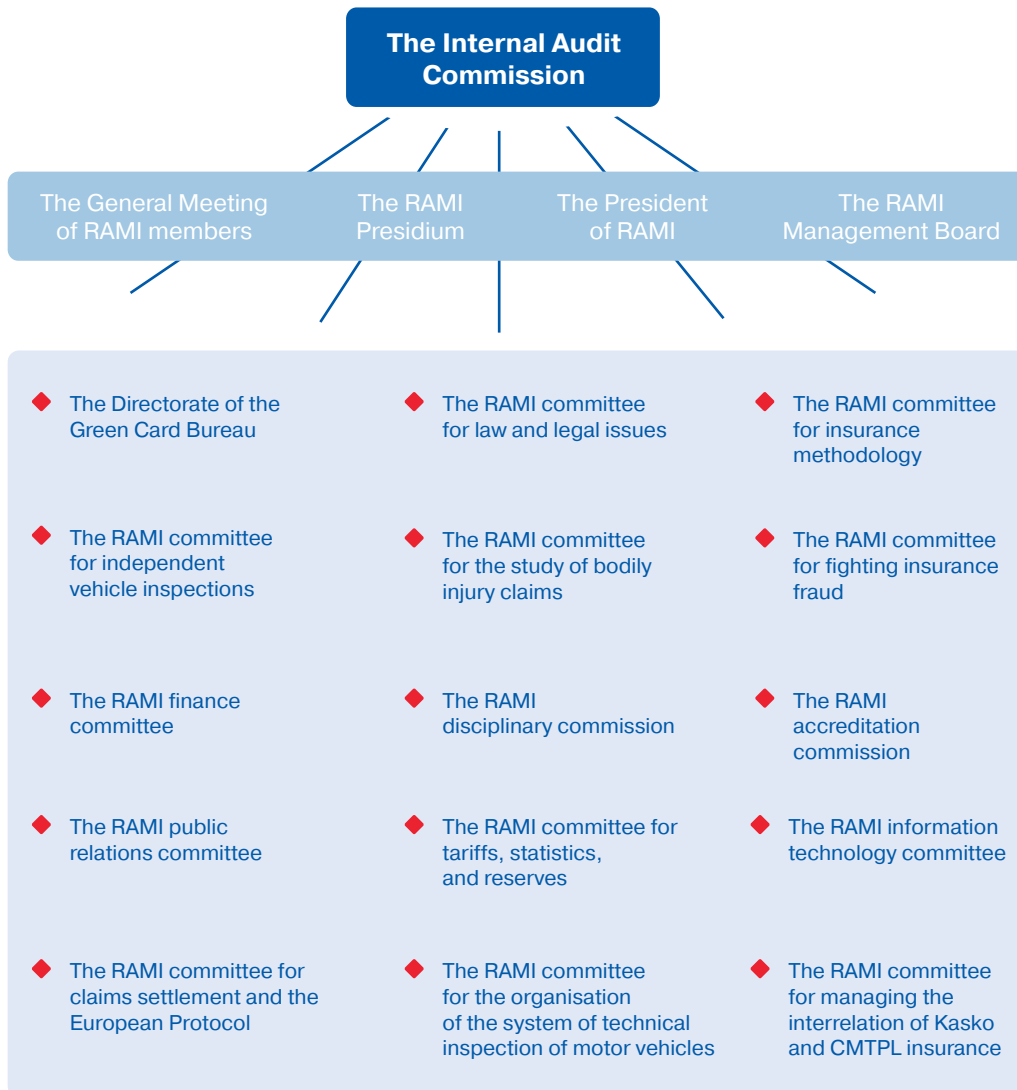 The Internal Audit
Commission
The General Meeting
of RAMI members
The RAMI
Presidium
The President
of RAMI
The RAMI
Management Board
The Directorate of the
Green Card Bureau
The RAMI committee
for law and legal issues
The RAMI committee
for insurance
methodology
The RAMI committee
for independent
vehicle inspections
The RAMI committee
for the study of bodily
injury claims
The RAMI committee
for fighting insurance
fraud
The RAMI finance
committee
The RAMI
disciplinary commission
The RAMI
accreditation
commission
The RAMI public
relations committee
The RAMI committee for
tariffs, statistics,
and reserves
The RAMI information
technology committee
The RAMI committee for
claims settlement and the
European Protocol
The RAMI committee
for the organisation
of the system of technical
inspection of motor vehicles
The RAMI committee
for managing the
interrelation of Kasko
and CMTPL insurance